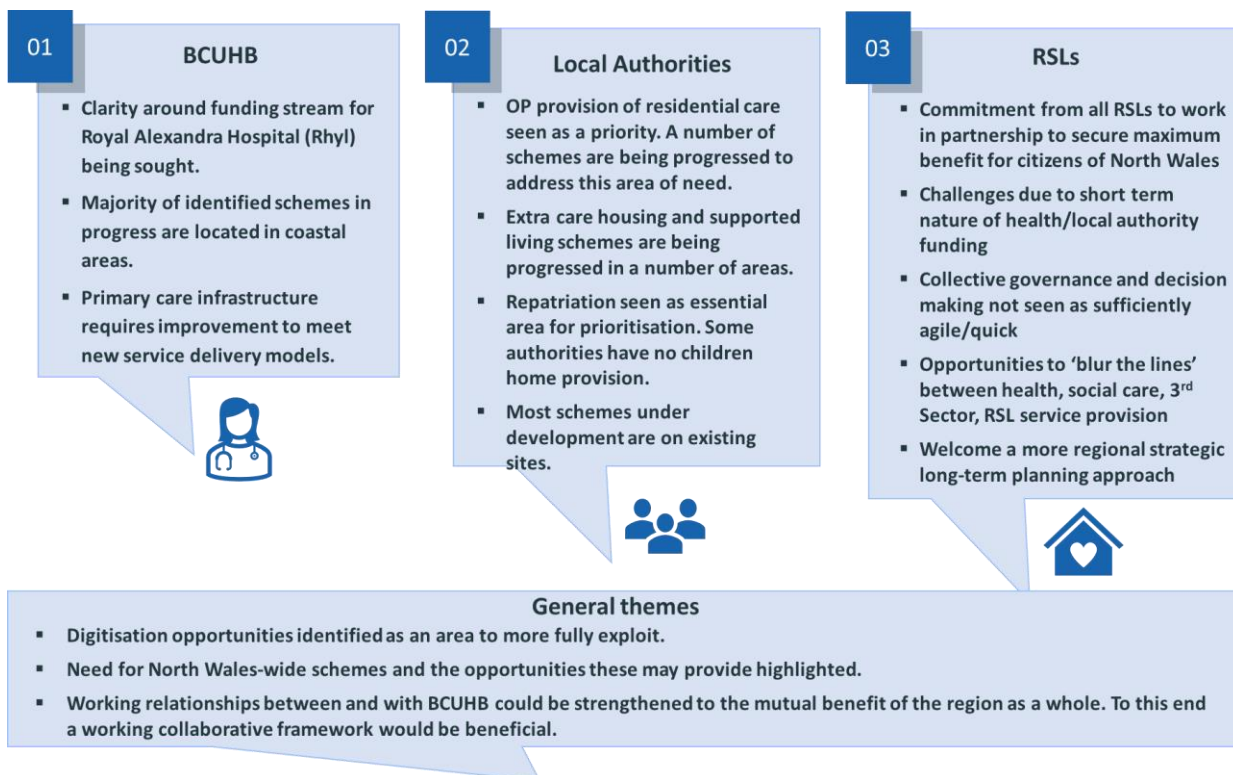 01
BCUHB
▪ Clarity around funding stream for
Royal Alexandra Hospital (Rhyl)
being sought.
▪ Majority of identified schemes in
progress are located in coastal
areas.
▪ Primary care infrastructure
requires improvement to meet
new service delivery models.
02
Local Authorities
▪ OP provision of residential care
seen as a priority. A number of
schemes are being progressed to
address this area of need.
▪ Extra care housing and supported
living schemes are being
progressed in a number of areas.
▪ Repatriation seen as essential
area for prioritisation. Some
authorities have no children
home provision.
▪ Most schemes under
development are on existing
sites.
03
RSLs
▪ Commitment from all RSLs to work
in partnership to secure maximum
benefit for citizens of North Wales
▪ Challenges due to short term
nature of health/local authority
funding
▪ Collective governance and decision
making not seen as sufficiently
agile/quick
▪ Opportunities to ‘blur the lines’
between health, social care, 3rd
Sector, RSL service provision
▪ Welcome a more regional strategic
long-term planning approach
General themes
▪ Digitisation opportunities identified as an area to more fully exploit.
▪ Need for North Wales-wide schemes and the opportunities these may provide highlighted.
▪ Working relationships between and with BCUHB could be strengthened to the mutual benefit of the region as a whole. To this end
a working collaborative framework would be beneficial.